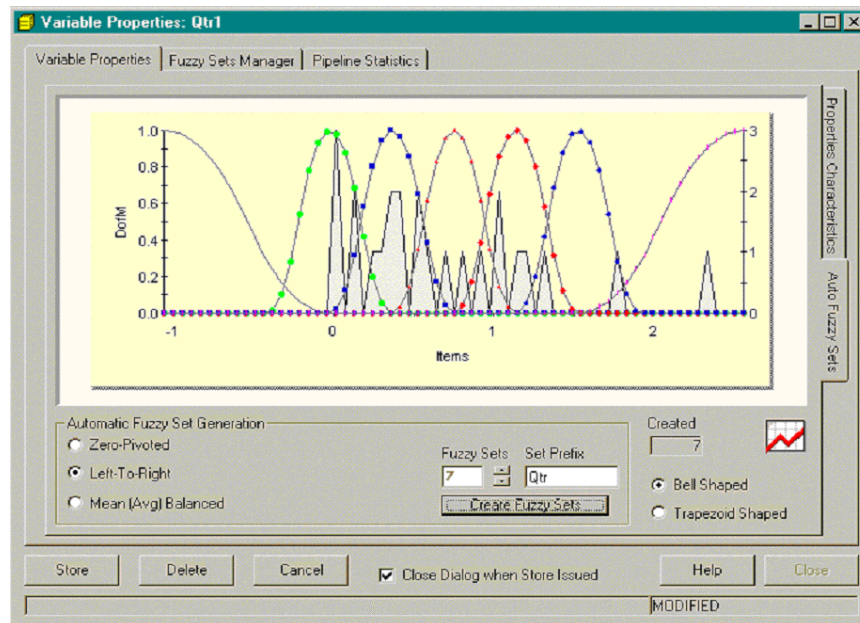 Variable Properties: Qtr1
Variable Properties
Fuzzy Sets Manager
Pipeline Statistics
Properties Characteristics
Auto Fuzzy Sets
DofM
1.0
0.8
0.6
0.4
0.2
0.0
3
2
1
0
-1
0
1
2
Items
Automatic Fuzzy Set Generation
Zero-Pivoted
Left-To-Right
Mean (Avg) Balanced
Fuzzy Sets
7
Set Prefix
Qtr
Create Fuzzy Sets
Created
7
Bell Shaped
Trapezoid Shaped
Store
Delete
Cancel
Close Dialog when Store Issued
Help
Close
MODIFIED